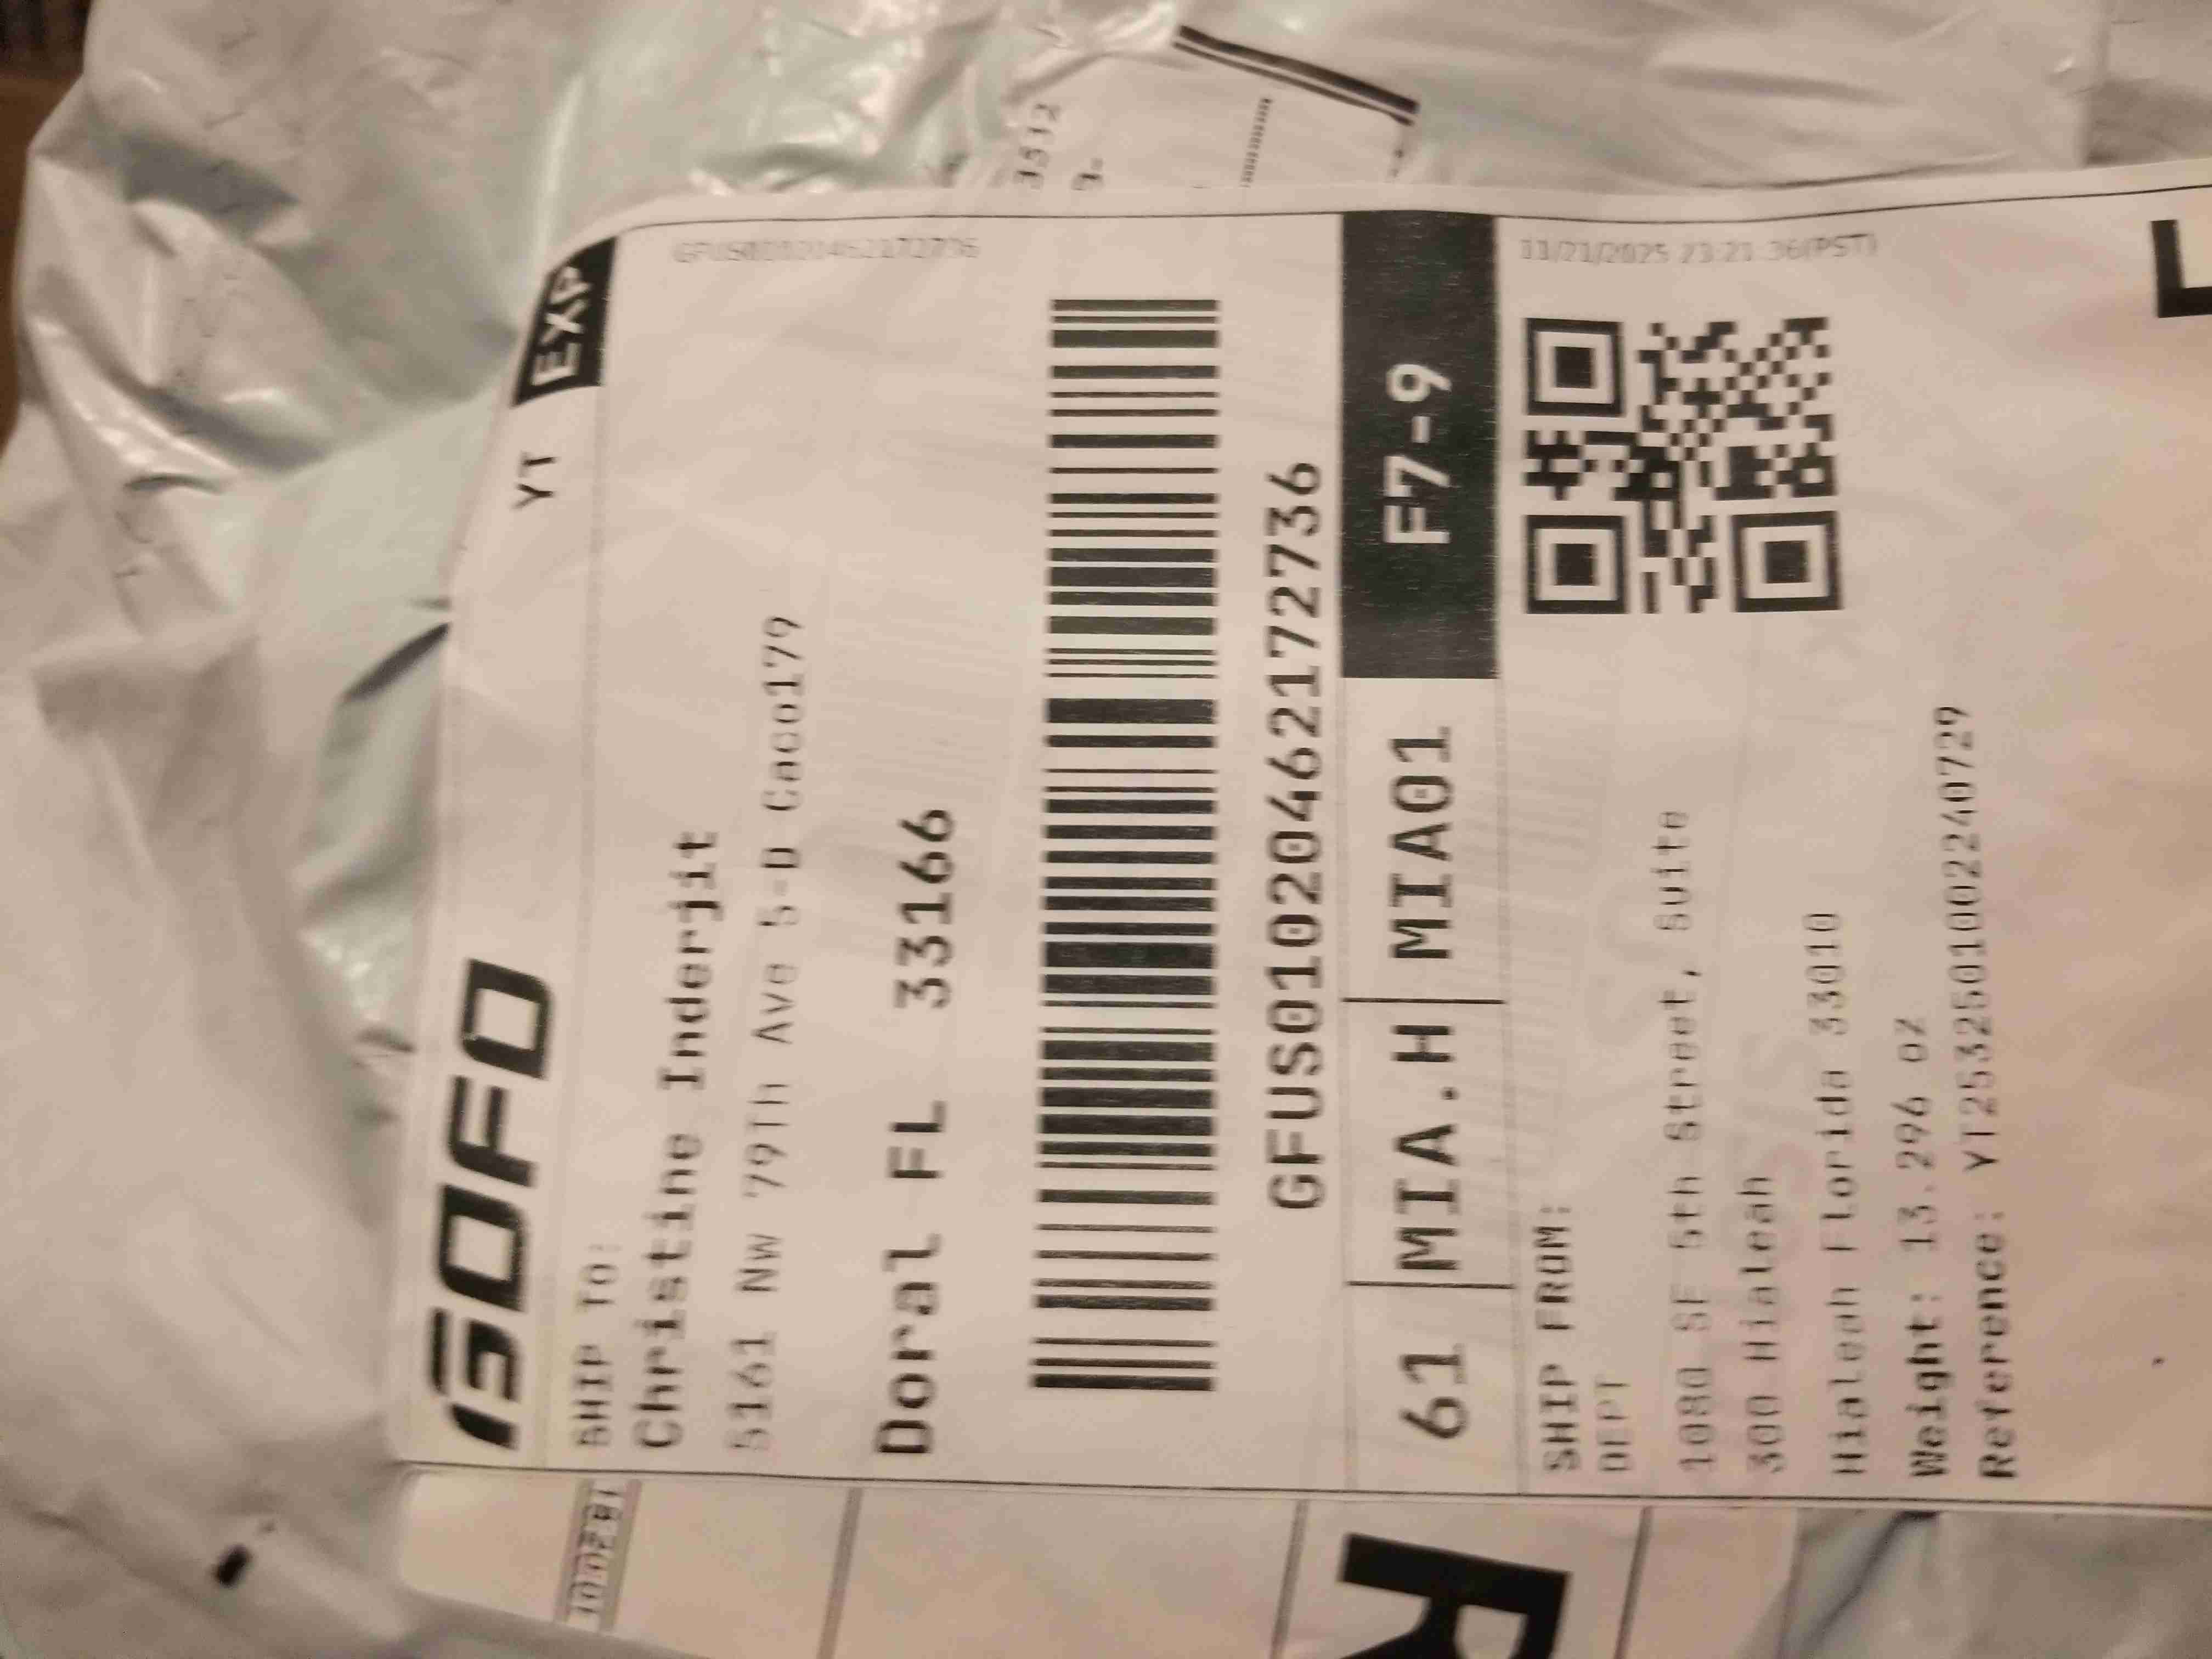 GOFO
YT EXP
SHIP TO:
Christine Inderjit
5161 Nw 79Th Ave 5-D Caco179
Doral FL 33166
GFUS01020462172736
GFUS01020462172736
61 MIA.H MIA01 F7-9
11/21/2025 23:21:36(PST)
SHIP FROM:
DEPT
1080 SE 5th Street, Suite
300 Hialeah
Hialeah Florida 33010
Weight: 13.296 OZ
Reference: YT2532501002240729
3532
R